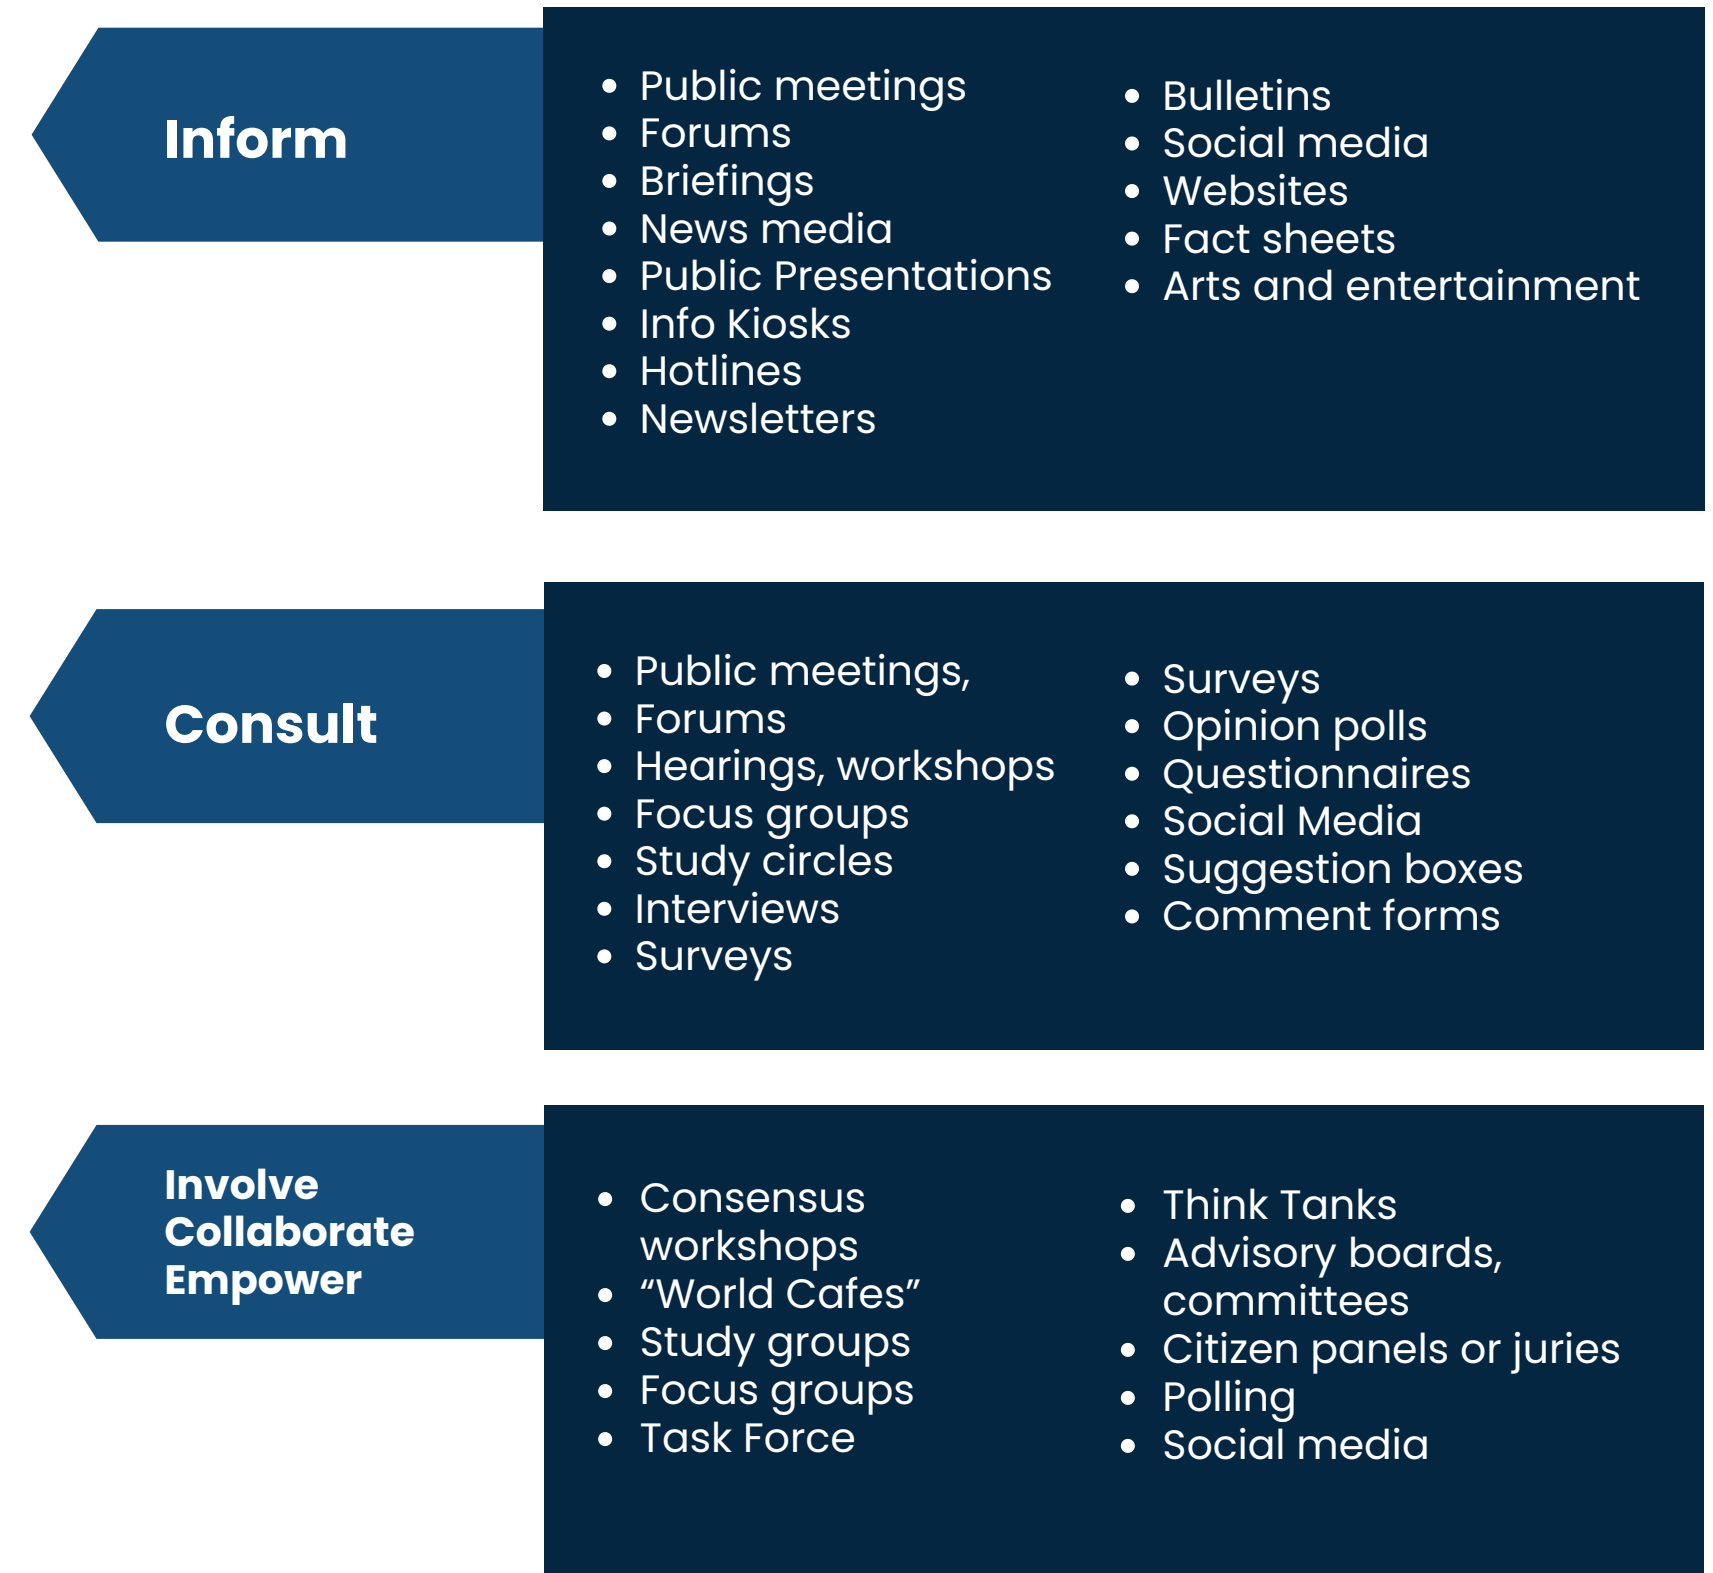 Inform
• Public meetings
• Forums
• Briefings
• News media
• Public Presentations
• Info Kiosks
• Hotlines
• Newsletters
• Bulletins
• Social media
• Websites
• Fact sheets
• Arts and entertainment
Consult
• Public meetings,
• Forums
• Hearings, workshops
• Focus groups
• Study circles
• Interviews
• Surveys
• Surveys
• Opinion polls
• Questionnaires
• Social Media
• Suggestion boxes
• Comment forms
Involve
Collaborate
Empower
• Consensus
workshops
• “World Cafes”
• Study groups
• Focus groups
• Task Force
• Think Tanks
• Advisory boards,
committees
• Citizen panels or juries
• Polling
• Social media